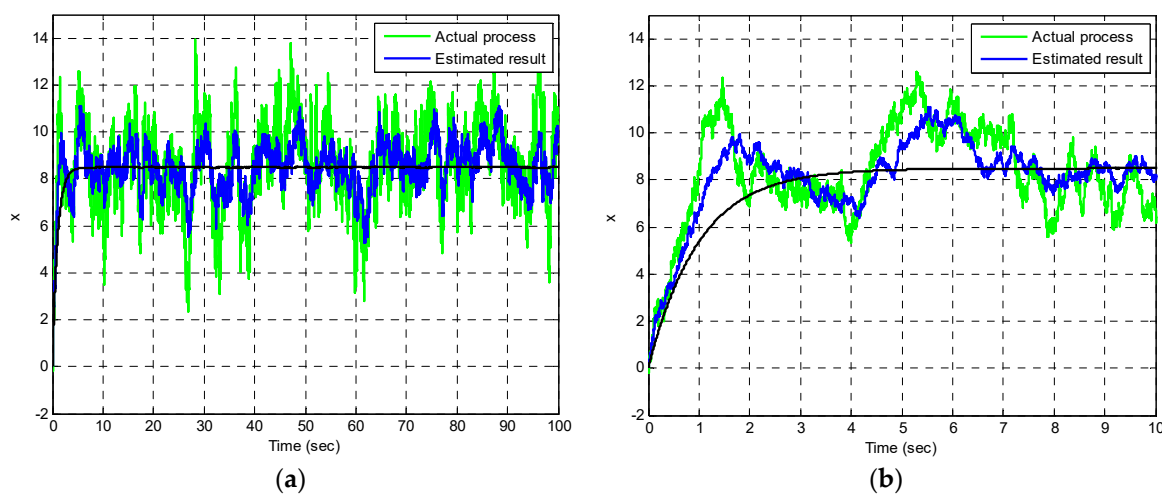 14
12
10
8
6
4
2
0
-2
x
0 10 20 30 40 50 60 70 80 90 100
Time (sec)
Actual process
Estimated result
(a)
14
12
10
8
6
4
2
0
-2
x
0 1 2 3 4 5 6 7 8 9 10
Time (sec)
Actual process
Estimated result
(b)